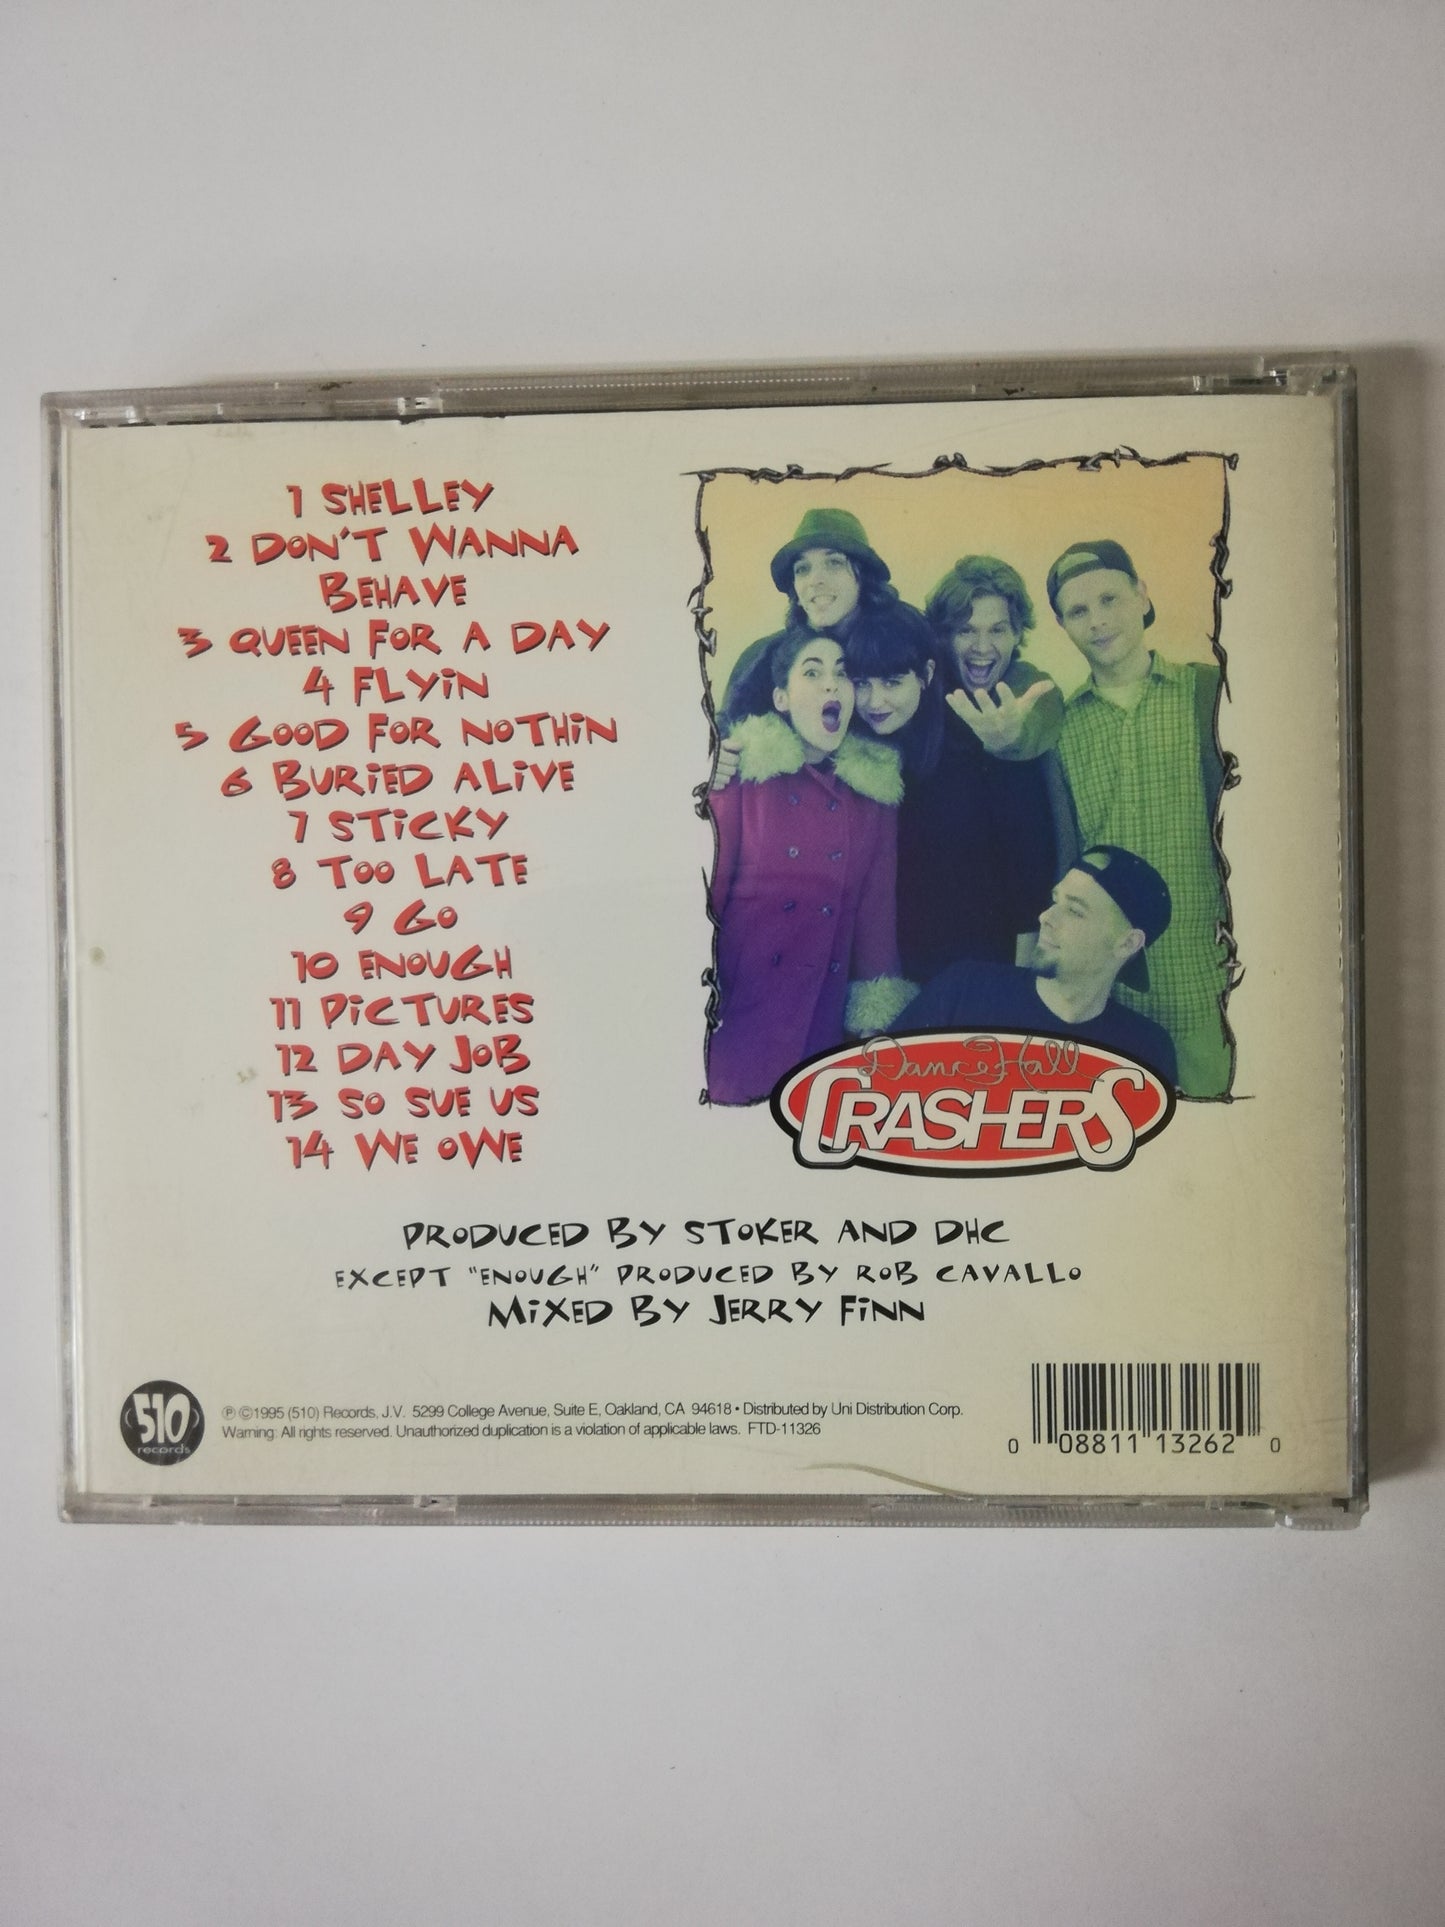 1 SHELLEY
2 DON'T WANNA
BEHAVE
3 QUEEN FOR A DAY
4 FLYiN
5 GOOD FOR NOTHiN
6 BURiED ALiVE
7 STiCKY
8 TOO LATE
9 GO
10 ENOUGH
11 PiCTURES
12 DAY JOB
13 SO SUE US
14 WE OWE
DanceHall
CRASHERS
PRODUCED BY STOKER AND DHC
EXCEPT "ENOUGH" PRODUCED BY ROB CAVALLO
MiXED BY JERRY FiNN
510
records
℗ ©1995 (510) Records, J.V. 5299 College Avenue, Suite E, Oakland, CA 94618 • Distributed by Uni Distribution Corp.
Warning: All rights reserved. Unauthorized duplication is a violation of applicable laws. FTD-11326
0 08811 13262 0